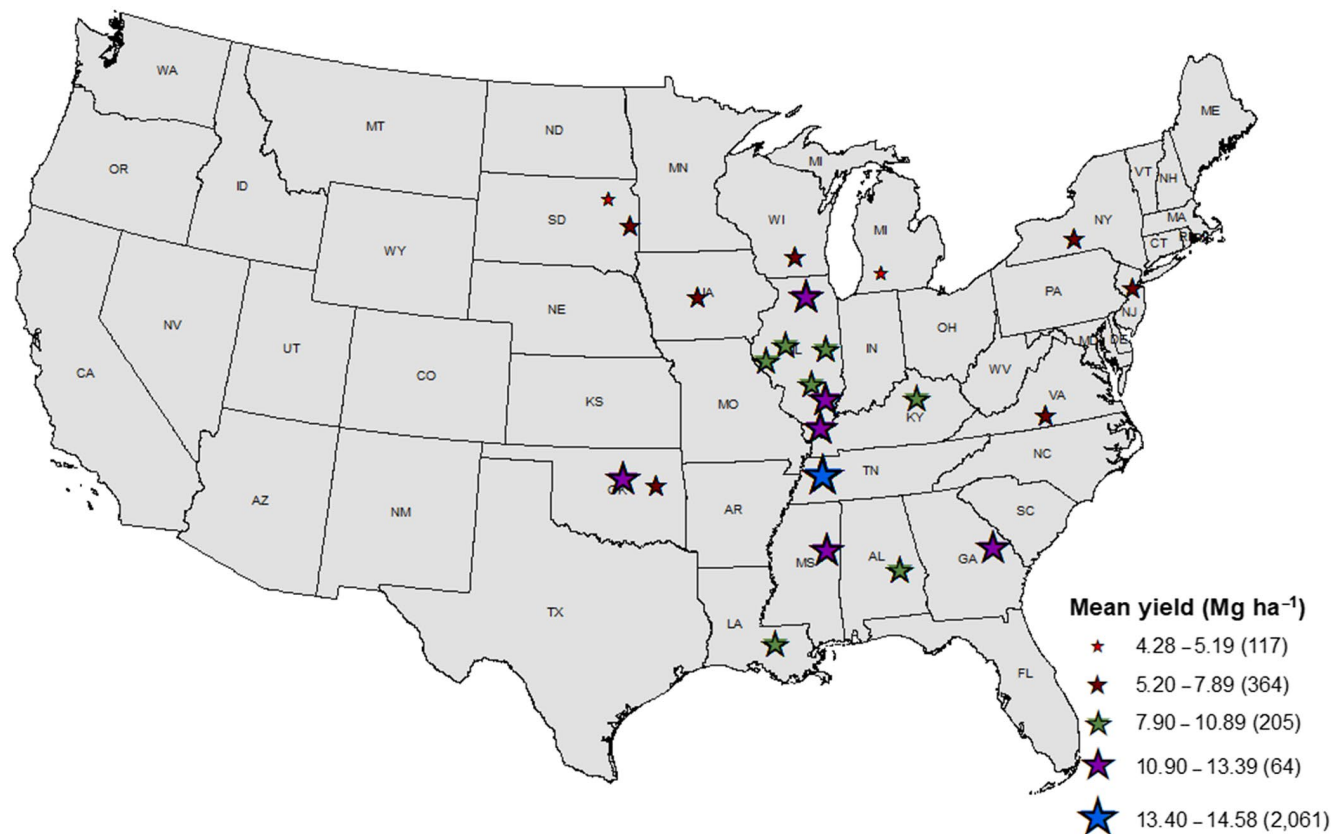 WA
ME
MT
ND
MN
MI
VT
NH
OR
ID
SD
WI
NY
MA
MI
CT
RI
WY
IA
PA
NJ
NE
OH
NV
UT
IL
IN
MD
DE
CA
CO
WV
KS
MO
VA
KY
NC
TN
OK
AZ
NM
AR
SC
MS
AL
GA
TX
LA
FL
Mean yield (Mg ha⁻¹)
4.28 – 5.19 (117)
5.20 – 7.89 (364)
7.90 – 10.89 (205)
10.90 – 13.39 (64)
13.40 – 14.58 (2,061)